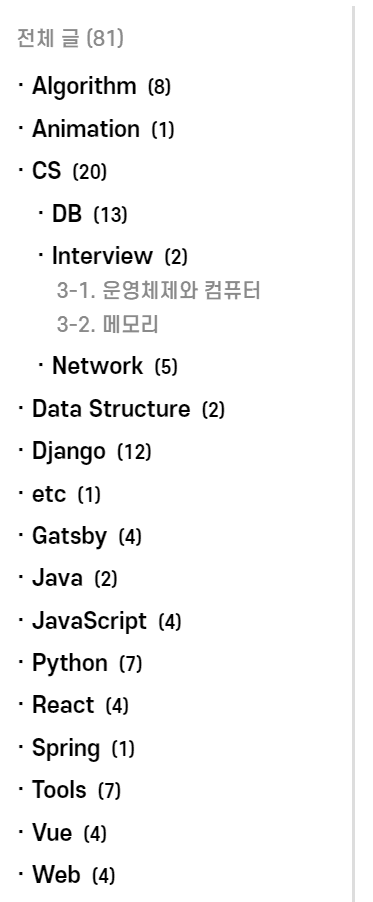 전체 글 (81)
· Algorithm (8)
· Animation (1)
· CS (20)
· DB (13)
· Interview (2)
3-1. 운영체제와 컴퓨터
3-2. 메모리
· Network (5)
· Data Structure (2)
· Django (12)
· etc (1)
· Gatsby (4)
· Java (2)
· JavaScript (4)
· Python (7)
· React (4)
· Spring (1)
· Tools (7)
· Vue (4)
· Web (4)